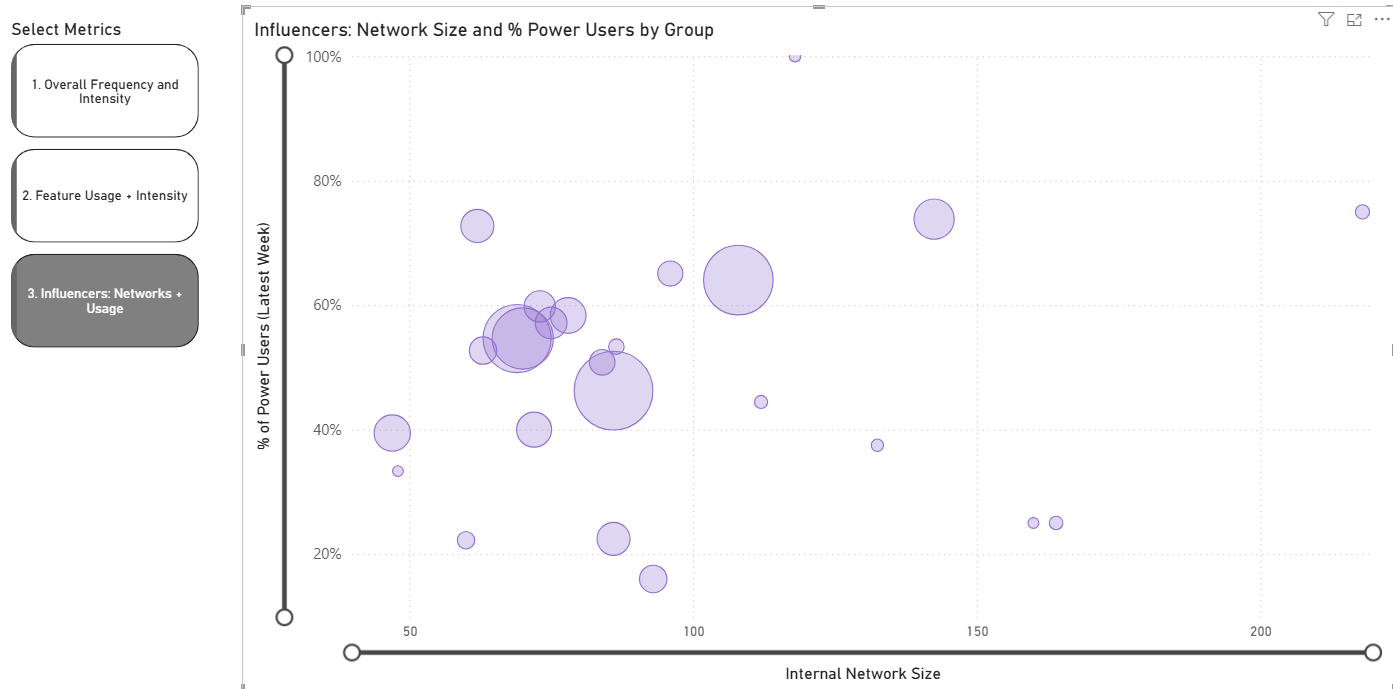 Select Metrics
1. Overall Frequency and
Intensity
2. Feature Usage + Intensity
3. Influencers: Networks +
Usage
Influencers: Network Size and % Power Users by Group
% of Power Users (Latest Week)
100%
80%
60%
40%
20%
50
100
150
200
Internal Network Size